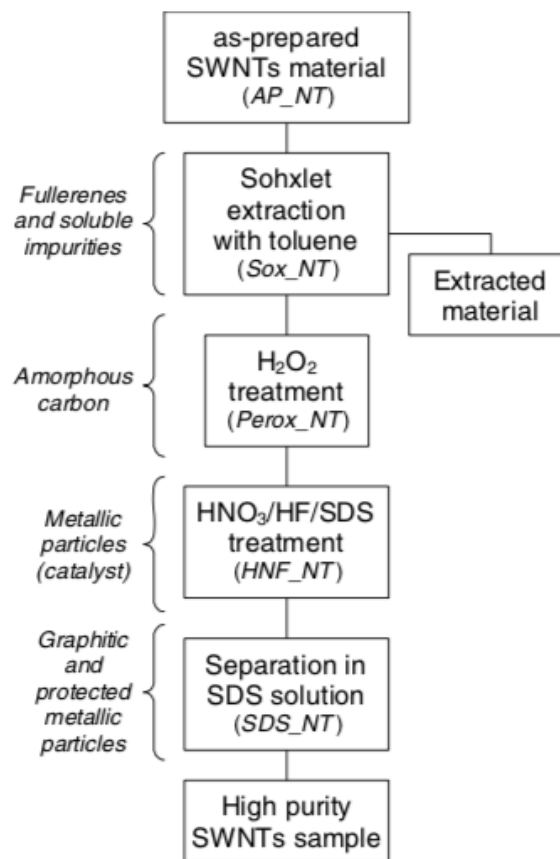 as-prepared
SWNTs material
(AP_NT)
Fullerenes
and soluble
impurities
Sohxlet
extraction
with toluene
(Sox_NT)
Extracted
material
Amorphous
carbon
H₂O₂
treatment
(Perox_NT)
Metallic
particles
(catalyst)
HNO₃/HF/SDS
treatment
(HNF_NT)
Graphitic
and
protected
metallic
particles
Separation in
SDS solution
(SDS_NT)
High purity
SWNTs sample